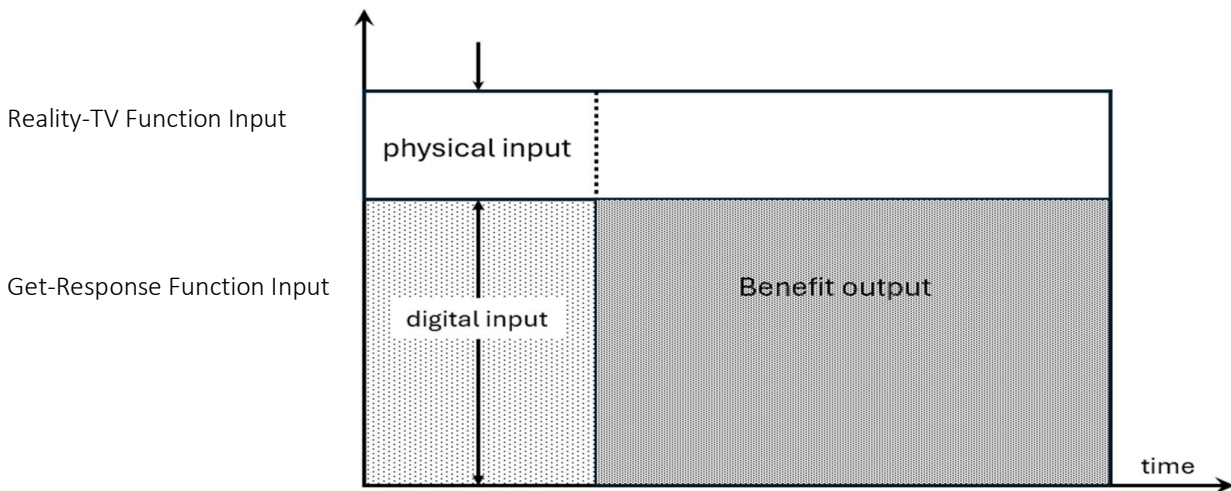 Reality-TV Function Input
physical input
Get-Response Function Input
Benefit output
digital input
time